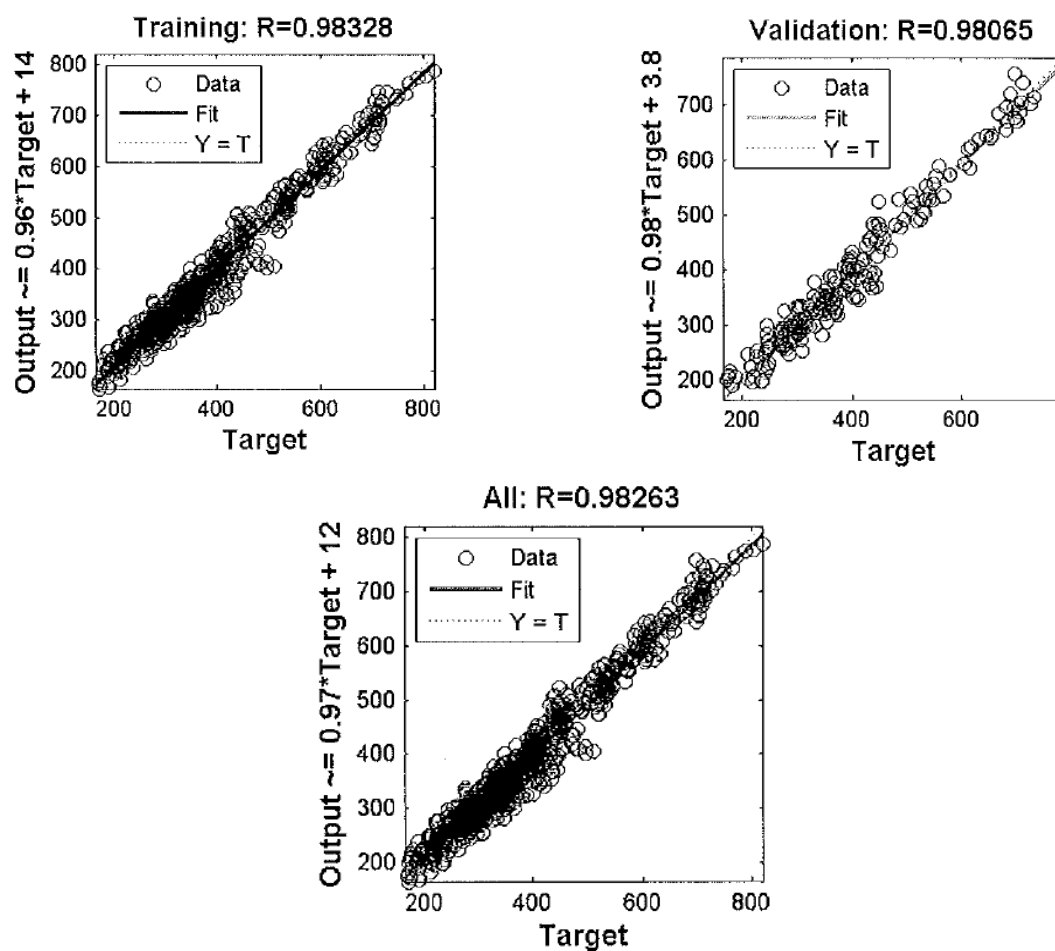 Training: R=0.98328
Output ~= 0.96*Target + 14
800
700
600
500
400
300
200
Data
Fit
Y = T
200
400
600
800
Target
Validation: R=0.98065
Output ~= 0.98*Target + 3.8
700
600
500
400
300
200
Data
Fit
Y = T
200
400
600
Target
All: R=0.98263
Output ~= 0.97*Target + 12
800
700
600
500
400
300
200
Data
Fit
Y = T
200
400
600
800
Target